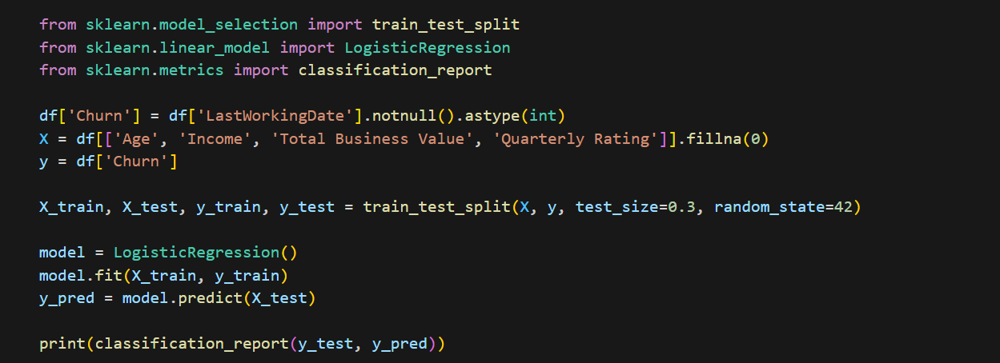 from sklearn.model_selection import train_test_split
from sklearn.linear_model import LogisticRegression
from sklearn.metrics import classification_report
df['Churn'] = df['LastWorkingDate'].notnull().astype(int)
X = df[['Age', 'Income', 'Total Business Value', 'Quarterly Rating']].fillna(0)
y = df['Churn']
X_train, X_test, y_train, y_test = train_test_split(X, y, test_size=0.3, random_state=42)
model = LogisticRegression()
model.fit(X_train, y_train)
y_pred = model.predict(X_test)
print(classification_report(y_test, y_pred))